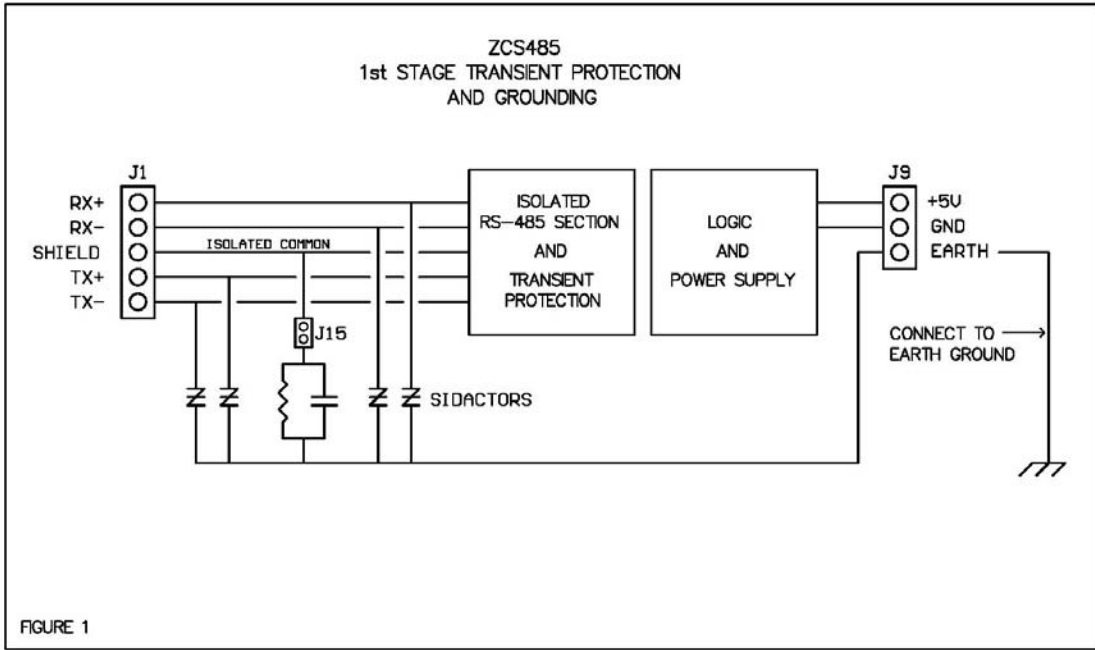 ZCS485
1st STAGE TRANSIENT PROTECTION
AND GROUNDING
J1
J9
RX+
RX-
SHIELD
TX+
TX-
ISOLATED COMMON
ISOLATED
RS-485 SECTION
AND
TRANSIENT
PROTECTION
LOGIC
AND
POWER SUPPLY
+5V
GND
EARTH
J15
CONNECT TO
EARTH GROUND
SIDACTORS
FIGURE 1